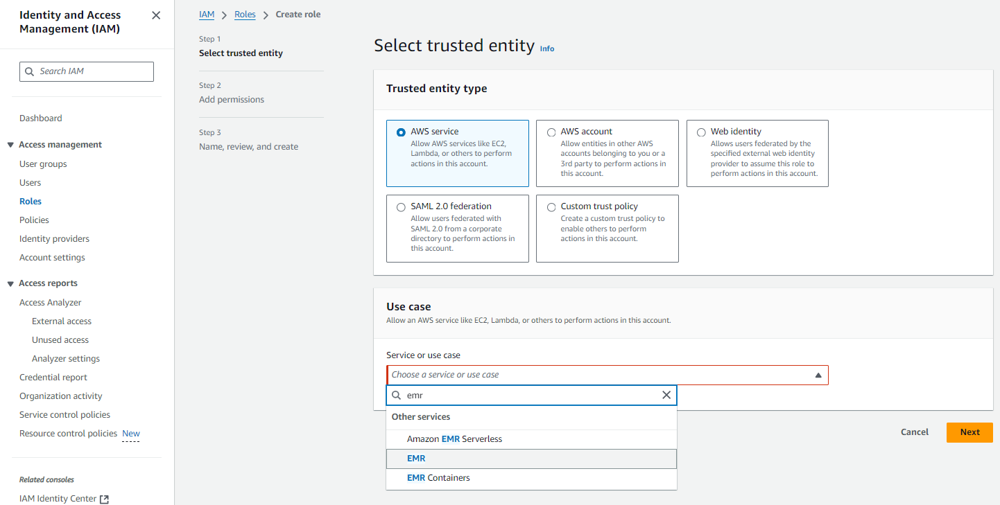 Identity and Access
Management (IAM)
Search IAM
Dashboard
Access management
User groups
Users
Roles
Policies
Identity providers
Account settings
Access reports
Access Analyzer
External access
Unused access
Analyzer settings
Credential report
Organization activity
Service control policies
Resource control policies New
Related consoles
IAM Identity Center
IAM > Roles > Create role
Step 1
Select trusted entity
Step 2
Add permissions
Step 3
Name, review, and create
Select trusted entity Info
Trusted entity type
AWS service
Allow AWS services like EC2,
Lambda, or others to perform
actions in this account.
AWS account
Allow entities in other AWS
accounts belonging to you or a
3rd party to perform actions in
this account.
Web identity
Allows users federated by the
specified external web identity
provider to assume this role to
perform actions in this account.
SAML 2.0 federation
Allow users federated with
SAML 2.0 from a corporate
directory to perform actions in
this account.
Custom trust policy
Create a custom trust policy to
enable others to perform
actions in this account.
Use case
Allow an AWS service like EC2, Lambda, or others to perform actions in this account.
Service or use case
Choose a service or use case
emr
Other services
Amazon EMR Serverless
EMR
EMR Containers
Cancel
Next